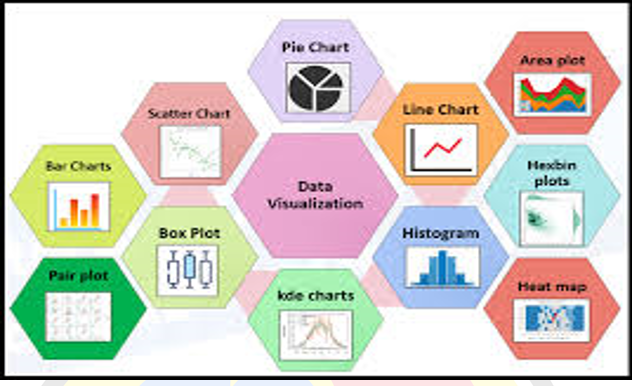 Pie Chart
Area plot
Scatter Chart
Line Chart
Bar Charts
Data
Visualization
Hexbin
plots
Box Plot
Histogram
Pair plot
kde charts
Heat map